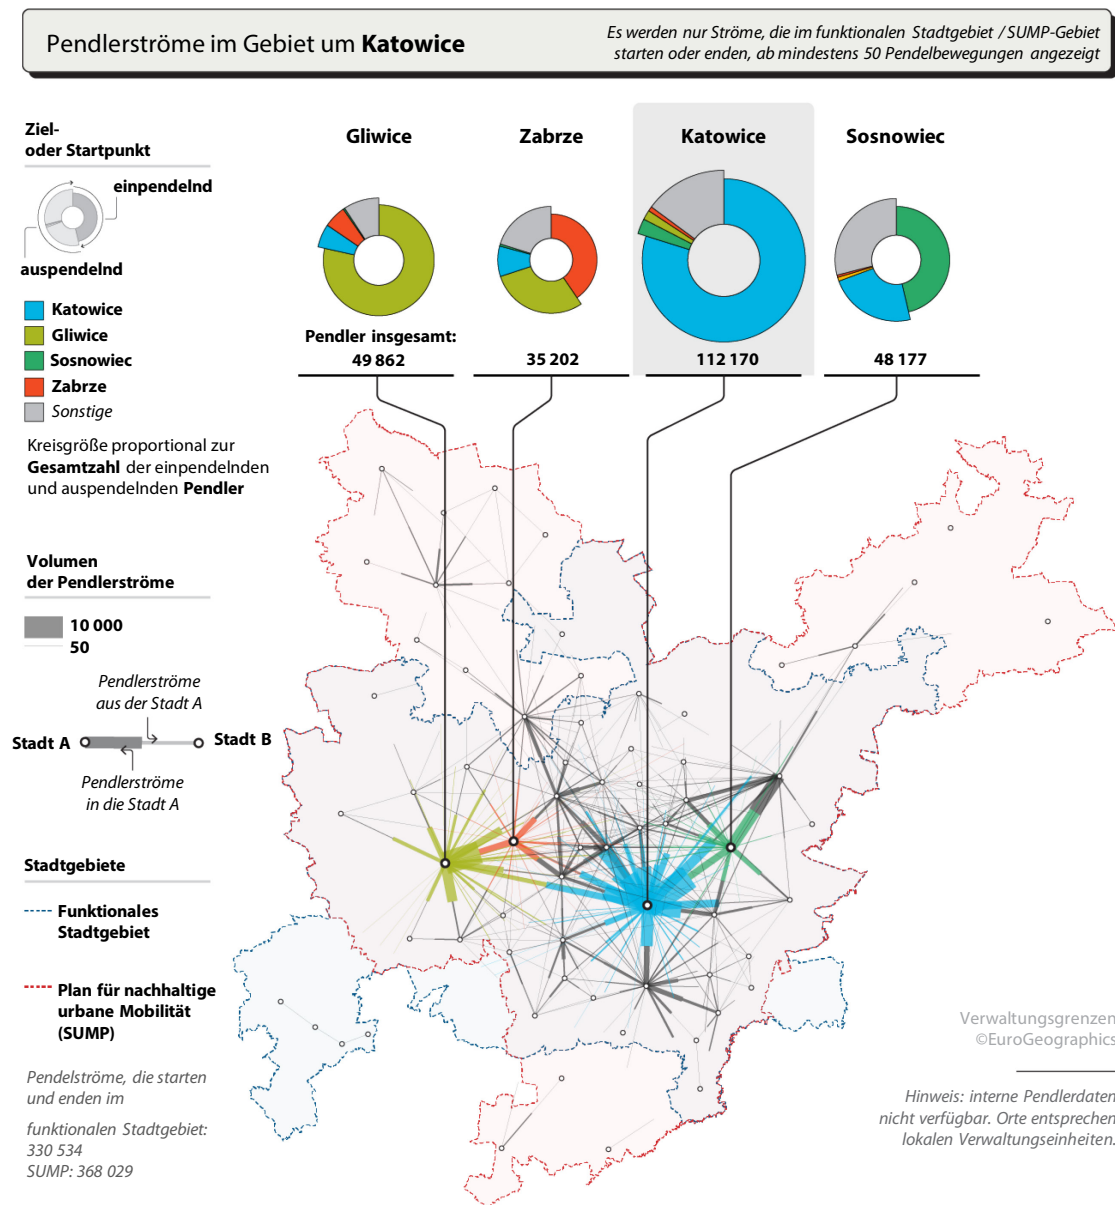 Pendlerströme im Gebiet um Katowice
Es werden nur Ströme, die im funktionalen Stadtgebiet / SUMP-Gebiet
starten oder enden, ab mindestens 50 Pendelbewegungen angezeigt
Ziel-
oder Startpunkt
einpendelnd
auspendelnd
Katowice
Gliwice
Sosnowiec
Zabrze
Sonstige
Kreisgröße proportional zur
Gesamtzahl der einpendelnden
und auspendelnden Pendler
Gliwice
Zabrze
Katowice
Sosnowiec
Pendler insgesamt:
49 862
35 202
112 170
48 177
Volumen
der Pendlerströme
10 000
50
Pendlerströme
aus der Stadt A
Stadt A
Stadt B
Pendlerströme
in die Stadt A
Stadtgebiete
Funktionales
Stadtgebiet
Plan für nachhaltige
urbane Mobilität
(SUMP)
Pendelströme, die starten
und enden im
funktionalen Stadtgebiet:
330 534
SUMP: 368 029
Verwaltungsgrenzen
©EuroGeographics
Hinweis: interne Pendlerdaten
nicht verfügbar. Orte entsprechen
lokalen Verwaltungseinheiten.